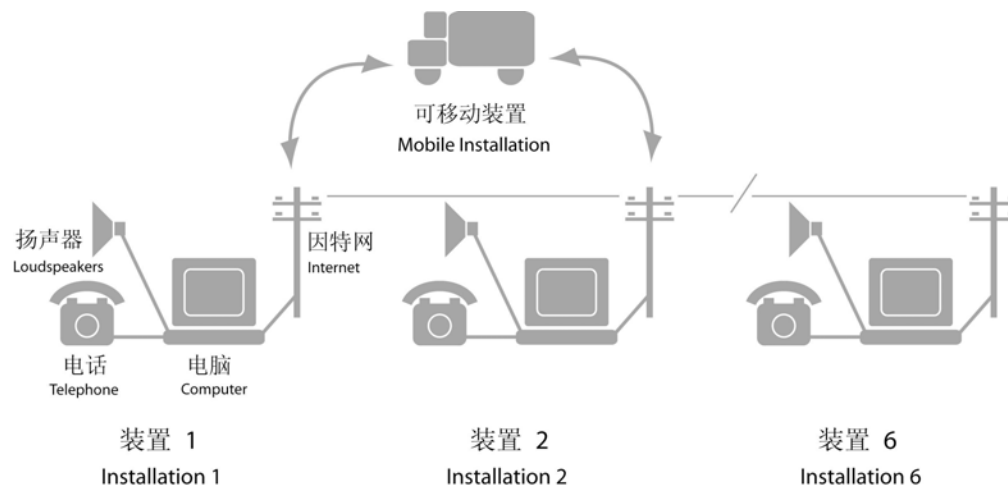 可移动装置
Mobile Installation
扬声器
Loudspeakers
因特网
Internet
电话
Telephone
电脑
Computer
装置 1
Installation 1
装置 2
Installation 2
装置 6
Installation 6